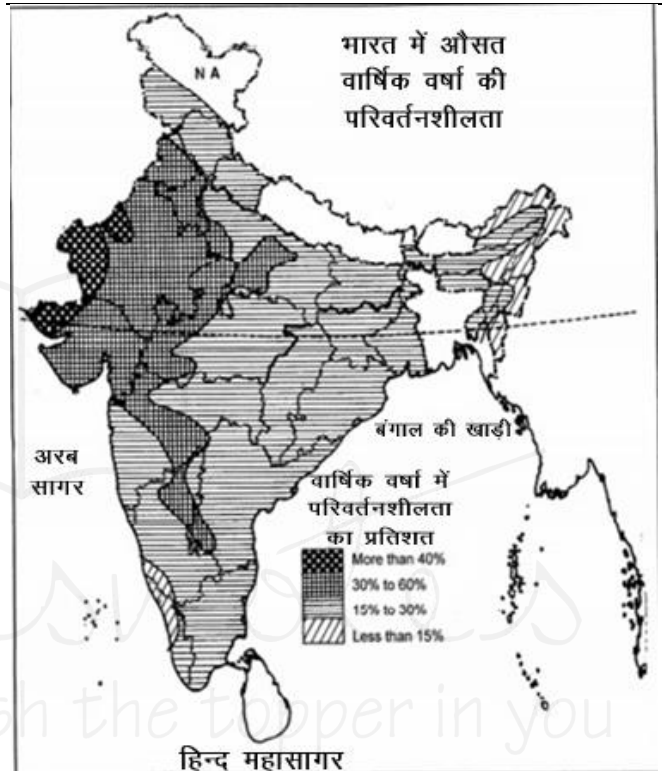 भारत में औसत
वार्षिक वर्षा की
परिवर्तनशीलता
N A
बंगाल की खाड़ी
अरब
सागर
वार्षिक वर्षा में
परिवर्तनशीलता
का प्रतिशत
More than 40%
30% to 60%
15% to 30%
Less than 15%
sh the topper in you
हिन्द महासागर